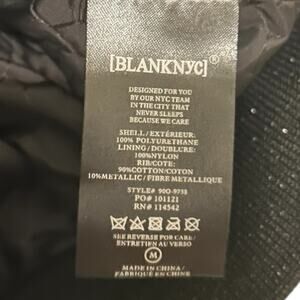 [BLANKNYC]®
DESIGNED FOR YOU
BY OUR NYC TEAM
IN THE CITY THAT
NEVER SLEEPS
BECAUSE WE CARE
SHELL/EXTÉRIEUR:
100% POLYURETHANE
LINING/DOUBLURE:
100%NYLON
RIB/COTE:
90%COTTON/COTON
10%METALLIC/FIBRE METALLIQUE
STYLE# 90O-9738
PO# 101121
RN# 114542
SEE REVERSE FOR CARE/
ENTRETIEN AU VERSO
M
MADE IN CHINA/
FABRIQUÉ EN CHINE